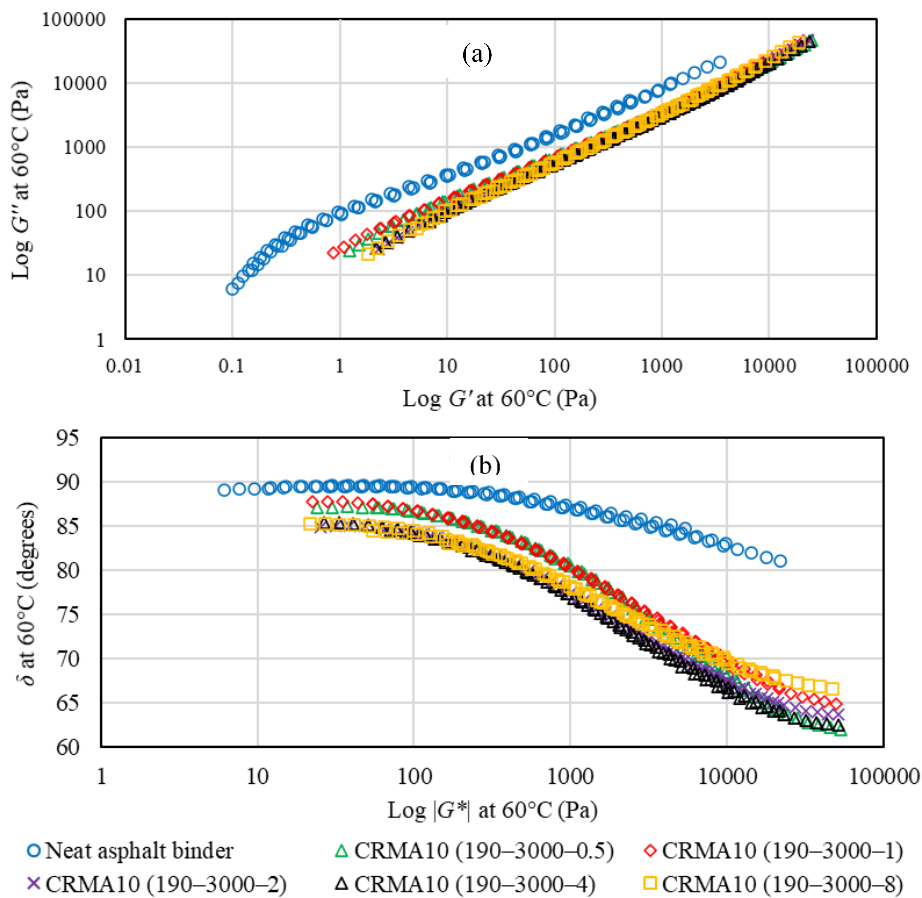 (a)
100000
10000
1000
100
10
1
Log G″ at 60°C (Pa)
0.01 0.1 1 10 100 1000 10000 100000
Log G′ at 60°C (Pa)
(b)
95
90
85
80
75
70
65
60
δ at 60°C (degrees)
1 10 100 1000 10000 100000
Log |G*| at 60°C (Pa)
Neat asphalt binder CRMA10 (190–3000–0.5) CRMA10 (190–3000–1)
CRMA10 (190–3000–2) CRMA10 (190–3000–4) CRMA10 (190–3000–8)